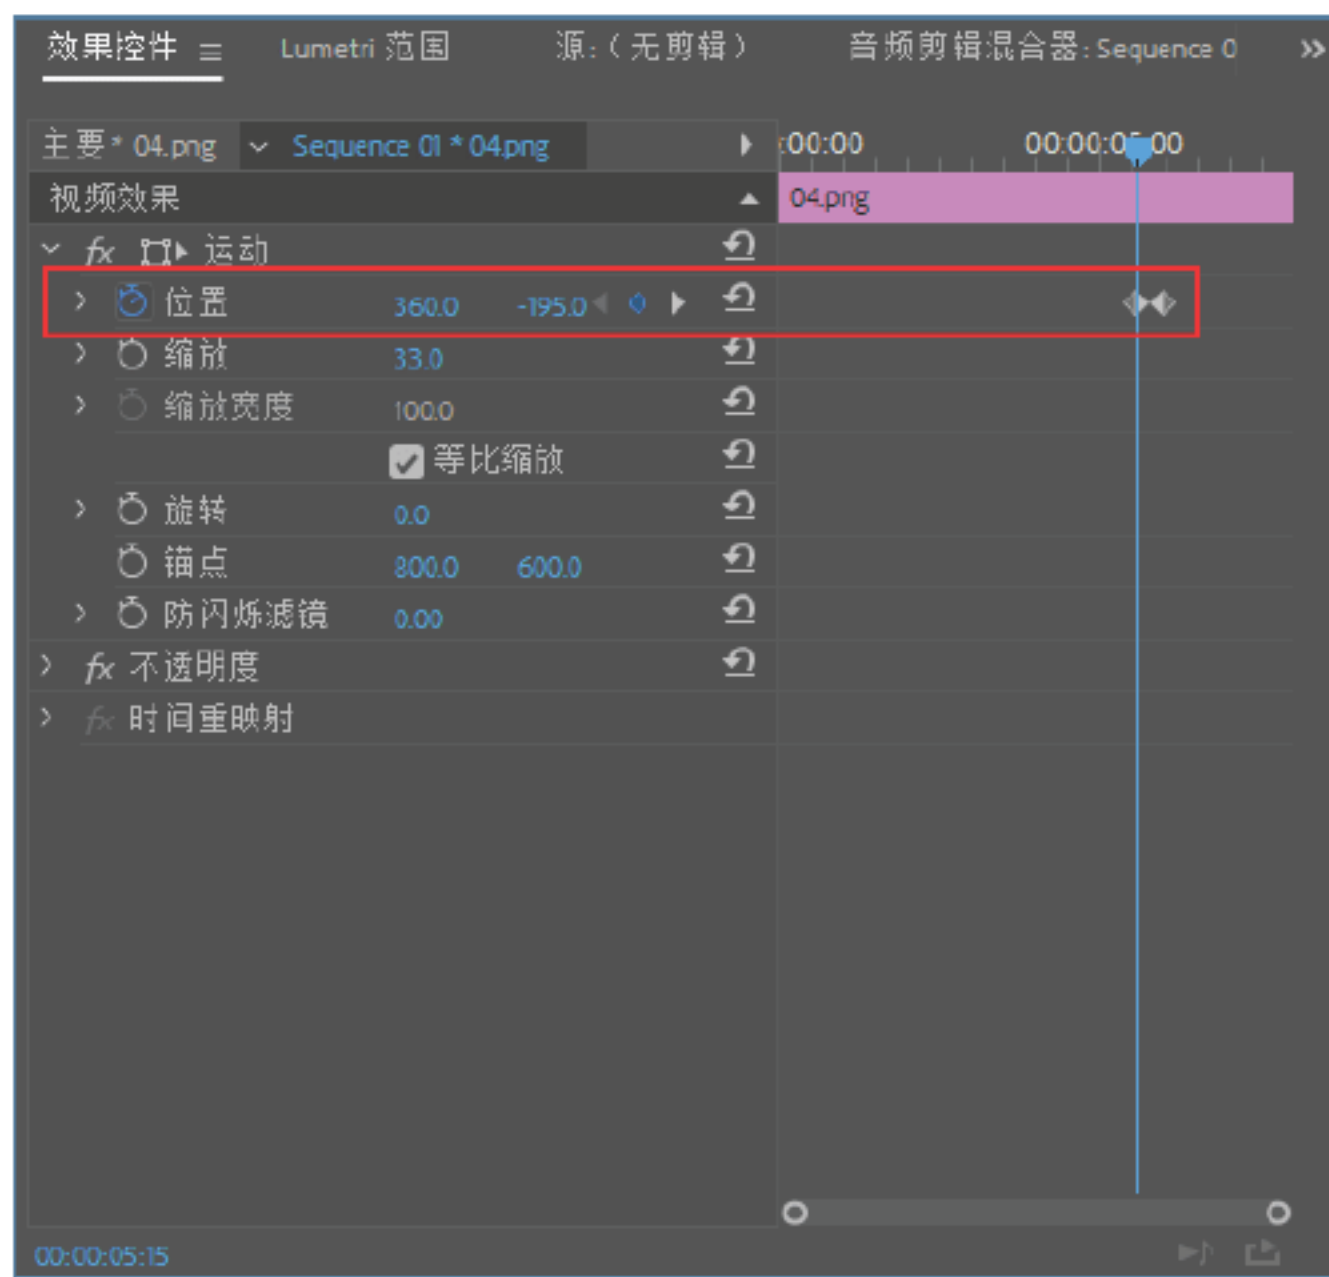 效果控件 Lumetri 范围 源:（无剪辑） 音频剪辑混合器: Sequence 0
主要* 04.png Sequence 01 * 04.png :00:00 00:00:05:00
视频效果 04.png
fx 运动
位置 360.0 -195.0
缩放 33.0
缩放宽度 100.0
等比缩放
旋转 0.0
锚点 800.0 600.0
防闪烁滤镜 0.00
fx 不透明度
fx 时间重映射
00:00:05:15